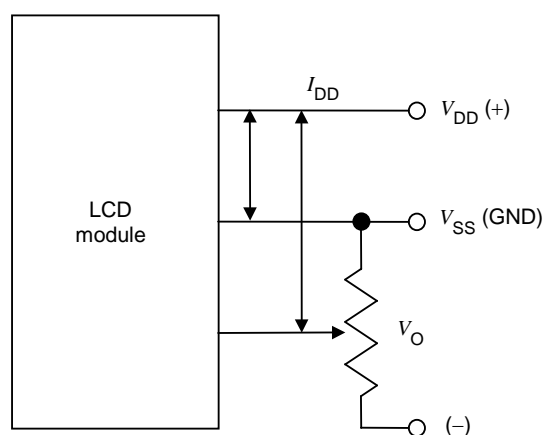 I_DD
V_DD (+)
LCD
module
V_SS (GND)
V_O
(−)